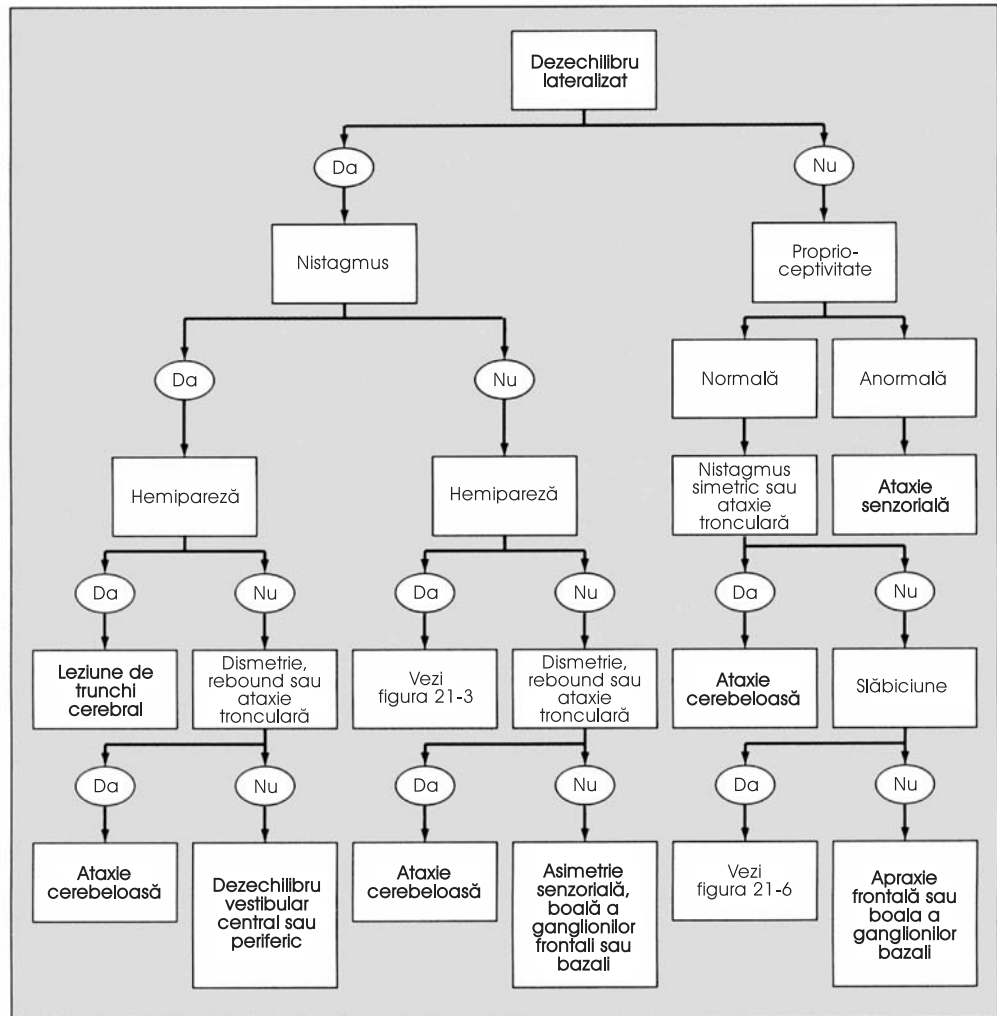 Dezechilibru
lateralizat
Da
Nu
Nistagmus
Proprio-
ceptivitate
Da
Nu
Normală
Anormală
Hemipareză
Hemipareză
Nistagmus
simetric sau
ataxie
tronculară
Ataxie
senzorială
Da
Nu
Da
Nu
Da
Nu
Leziune de
trunchi
cerebral
Dismetrie,
rebound sau
ataxie
tronculară
Vezi
figura 21-3
Dismetrie,
rebound sau
ataxie
tronculară
Ataxie
cerebeloasă
Slăbiciune
Da
Nu
Da
Nu
Da
Nu
Ataxie
cerebeloasă
Dezechilibru
vestibular
central sau
periferic
Ataxie
cerebeloasă
Asimetrie
senzorială,
boală a
ganglionilor
frontali sau
bazali
Vezi
figura 21-6
Apraxie
frontală sau
boala a
ganglionilor
bazali